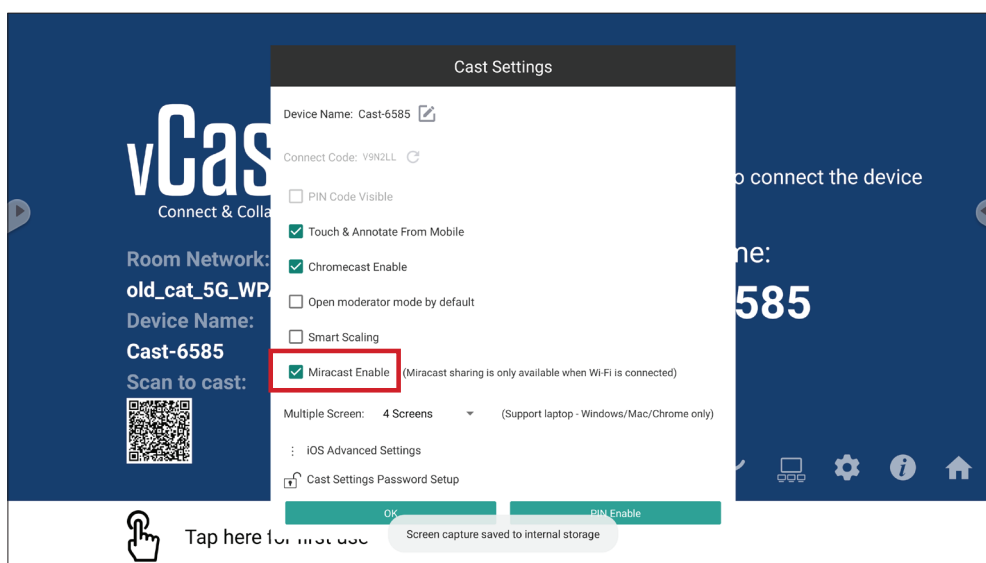 Cast Settings
Device Name: Cast-6585
Connect Code: V9N2LL
PIN Code Visible
Touch & Annotate From Mobile
Chromecast Enable
Open moderator mode by default
Smart Scaling
Miracast Enable (Miracast sharing is only available when Wi-Fi is connected)
Multiple Screen: 4 Screens (Support laptop - Windows/Mac/Chrome only)
iOS Advanced Settings
Cast Settings Password Setup
OK PIN Enable
Screen capture saved to internal storage
vCas
Connect & Colla
Room Network:
old_cat_5G_WPA
Device Name:
Cast-6585
Scan to cast:
o connect the device
me:
585
Tap here for first use